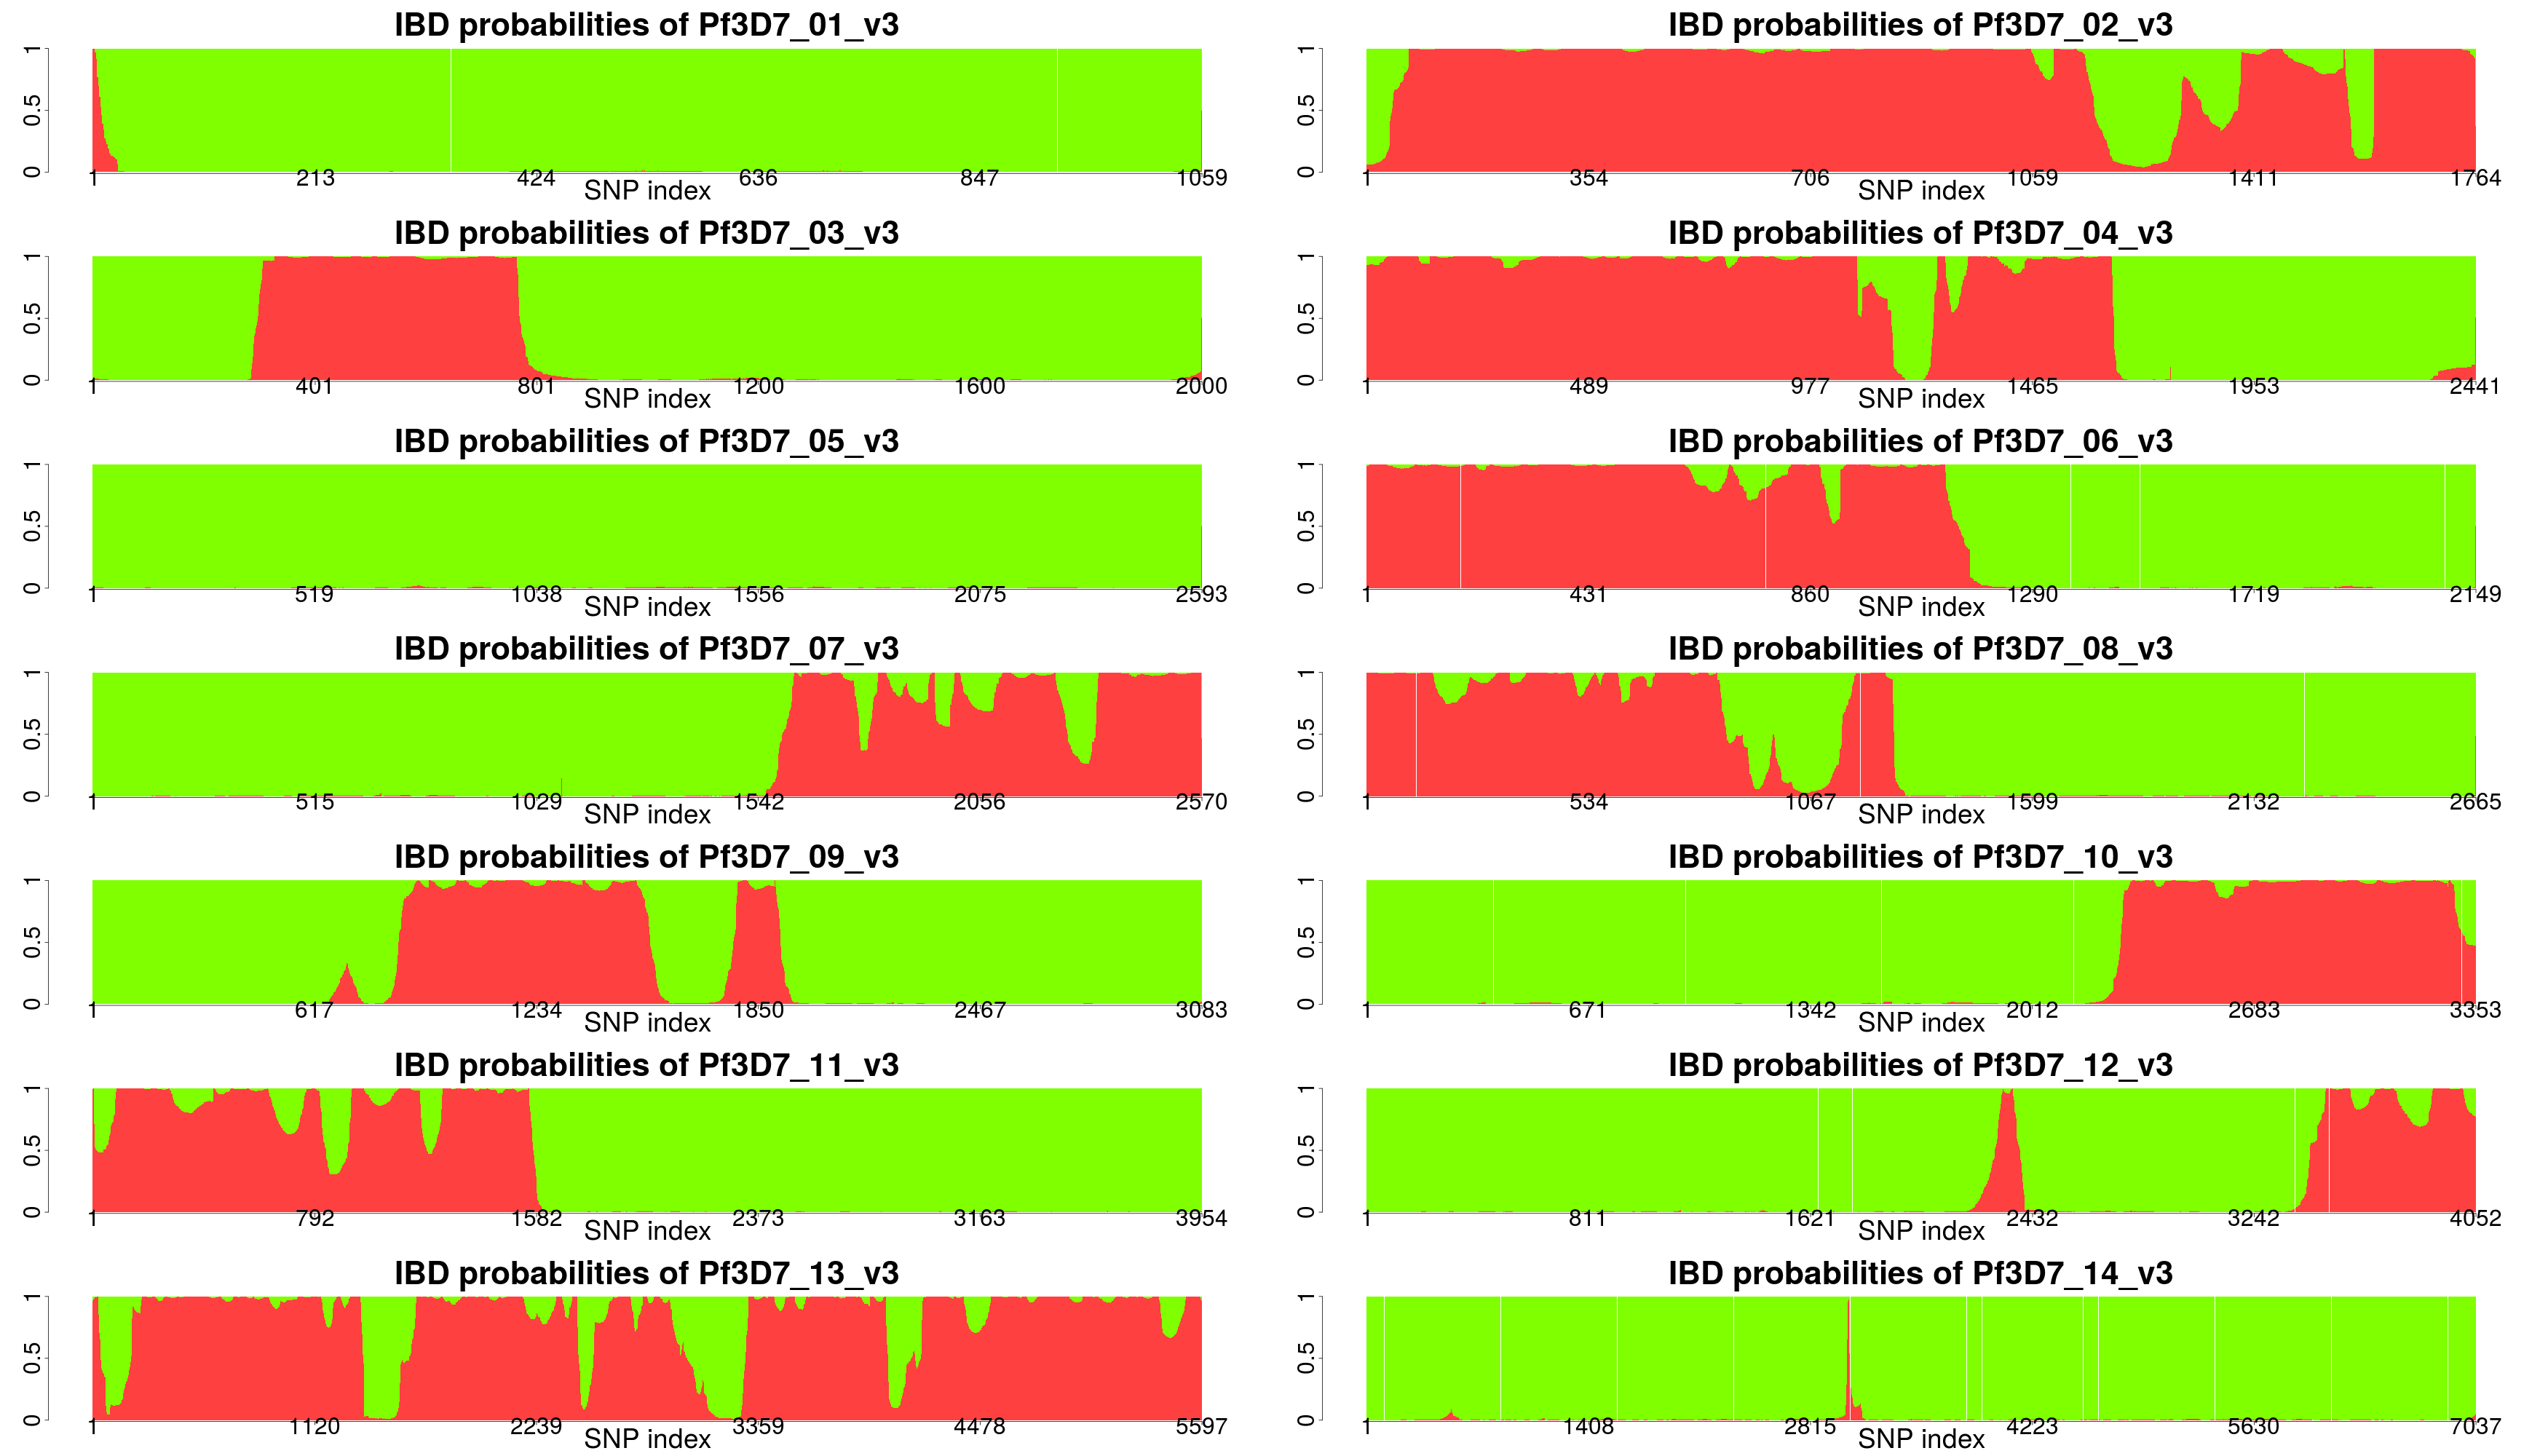 IBD probabilities of Pf3D7_01_v3
0 0.5 1
1 213 424 636 847 1059
SNP index
IBD probabilities of Pf3D7_02_v3
0 0.5 1
1 354 706 1059 1411 1764
SNP index
IBD probabilities of Pf3D7_03_v3
0 0.5 1
1 401 801 1200 1600 2000
SNP index
IBD probabilities of Pf3D7_04_v3
0 0.5 1
1 489 977 1465 1953 2441
SNP index
IBD probabilities of Pf3D7_05_v3
0 0.5 1
1 519 1038 1556 2075 2593
SNP index
IBD probabilities of Pf3D7_06_v3
0 0.5 1
1 431 860 1290 1719 2149
SNP index
IBD probabilities of Pf3D7_07_v3
0 0.5 1
1 515 1029 1542 2056 2570
SNP index
IBD probabilities of Pf3D7_08_v3
0 0.5 1
1 534 1067 1599 2132 2665
SNP index
IBD probabilities of Pf3D7_09_v3
0 0.5 1
1 617 1234 1850 2467 3083
SNP index
IBD probabilities of Pf3D7_10_v3
0 0.5 1
1 671 1342 2012 2683 3353
SNP index
IBD probabilities of Pf3D7_11_v3
0 0.5 1
1 792 1582 2373 3163 3954
SNP index
IBD probabilities of Pf3D7_12_v3
0 0.5 1
1 811 1621 2432 3242 4052
SNP index
IBD probabilities of Pf3D7_13_v3
0 0.5 1
1 1120 2239 3359 4478 5597
SNP index
IBD probabilities of Pf3D7_14_v3
0 0.5 1
1 1408 2815 4223 5630 7037
SNP index